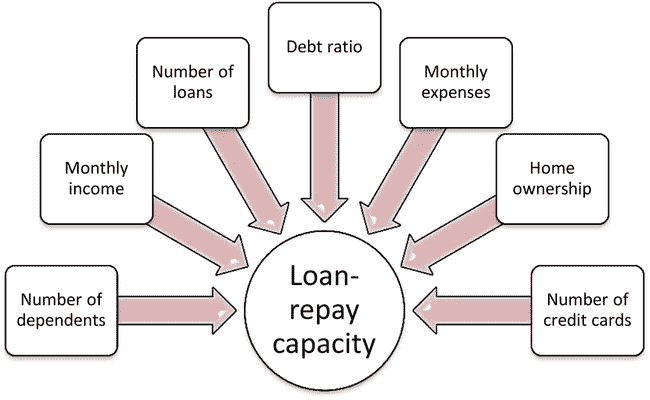 Debt ratio
Number of
loans
Monthly
expenses
Monthly
income
Home
ownership
Number of
dependents
Loan-
repay
capacity
Number of
credit cards